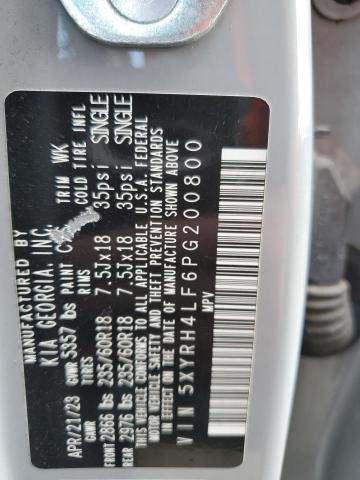 MANUFACTURED BY
KIA GEORGIA, INC.
APR/21/23 PAINT TRIM WK
GVWR 5357 lbs
GAWR TIRES RIMS COLD TIRE INFL
FRONT 2866 lbs 235/60R18 7.5JX18 35psi SINGLE
REAR 2976 lbs 235/60R18 7.5JX18 35psi SINGLE
THIS VEHICLE CONFORMS TO ALL APPLICABLE U.S.A. FEDERAL
MOTOR VEHICLE SAFETY AND THEFT PREVENTION STANDARDS
IN EFFECT ON THE DATE OF MANUFACTURE SHOWN ABOVE
VIN 5XYRH4LF6PG200800
MPV